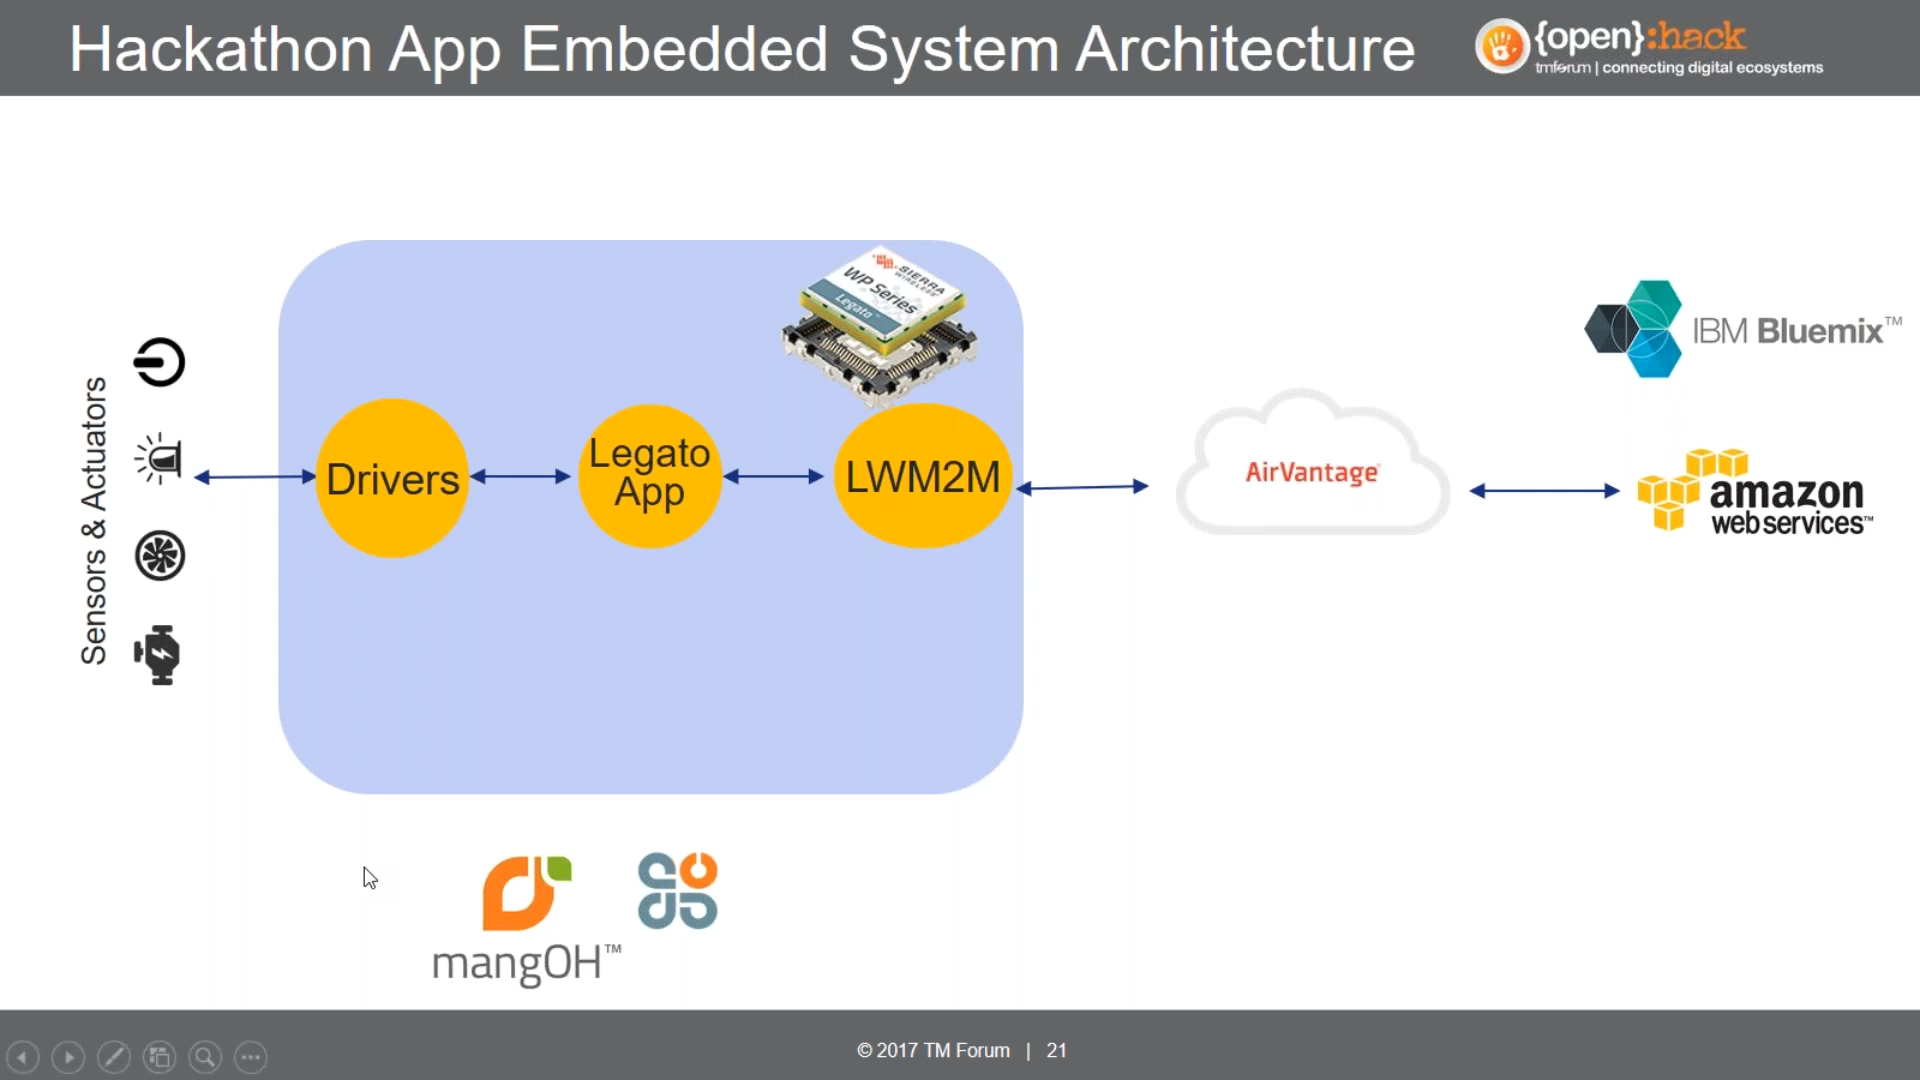 Hackathon App Embedded System Architecture
{open}:hack
tmforum | connecting digital ecosystems
SIERRA
WIRELESS
WP Series
Legato™
IBM Bluemix™
Sensors & Actuators
Drivers
Legato
App
LWM2M
AirVantage
amazon
web services™
mangOH™
© 2017 TM Forum | 21